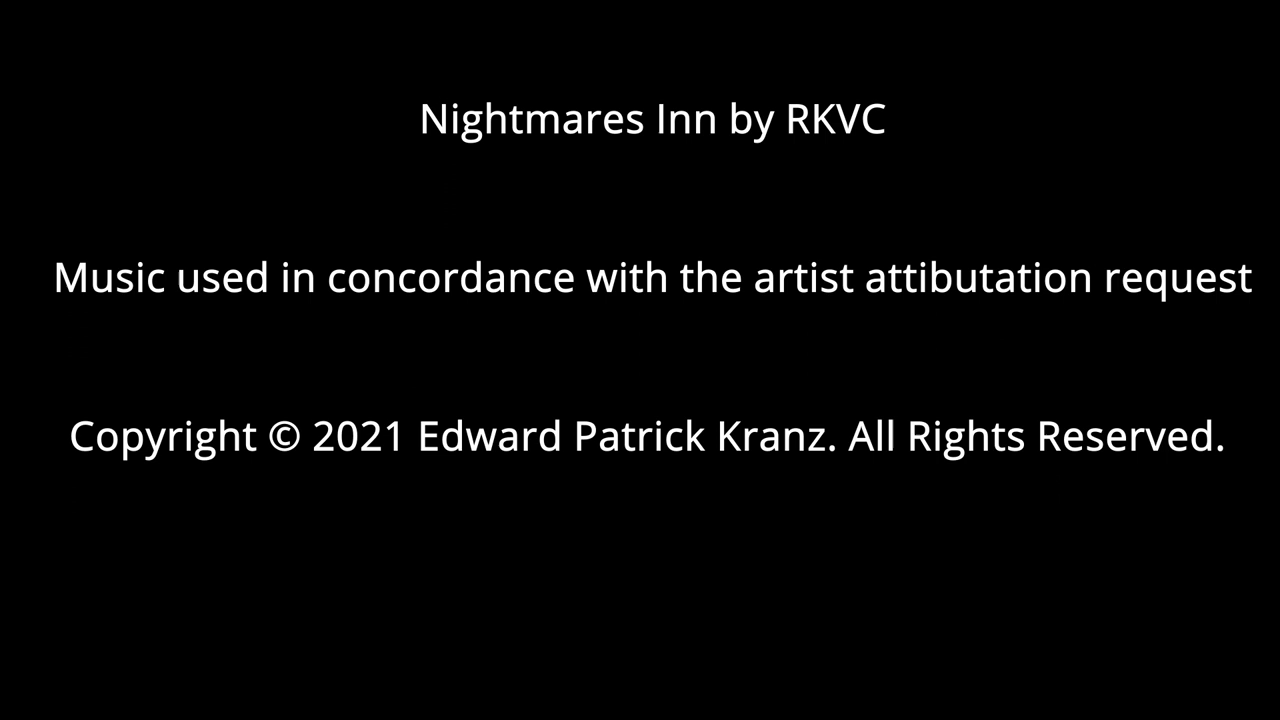 Nightmares Inn by RKVC
Music used in concordance with the artist attibutation request
Copyright © 2021 Edward Patrick Kranz. All Rights Reserved.